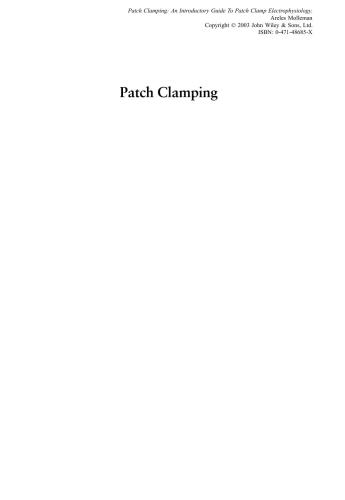 Patch Clamping: An Introductory Guide To Patch Clamp Electrophysiology.
Areles Molleman
Copyright © 2003 John Wiley & Sons, Ltd.
ISBN: 0-471-48685-X
Patch Clamping